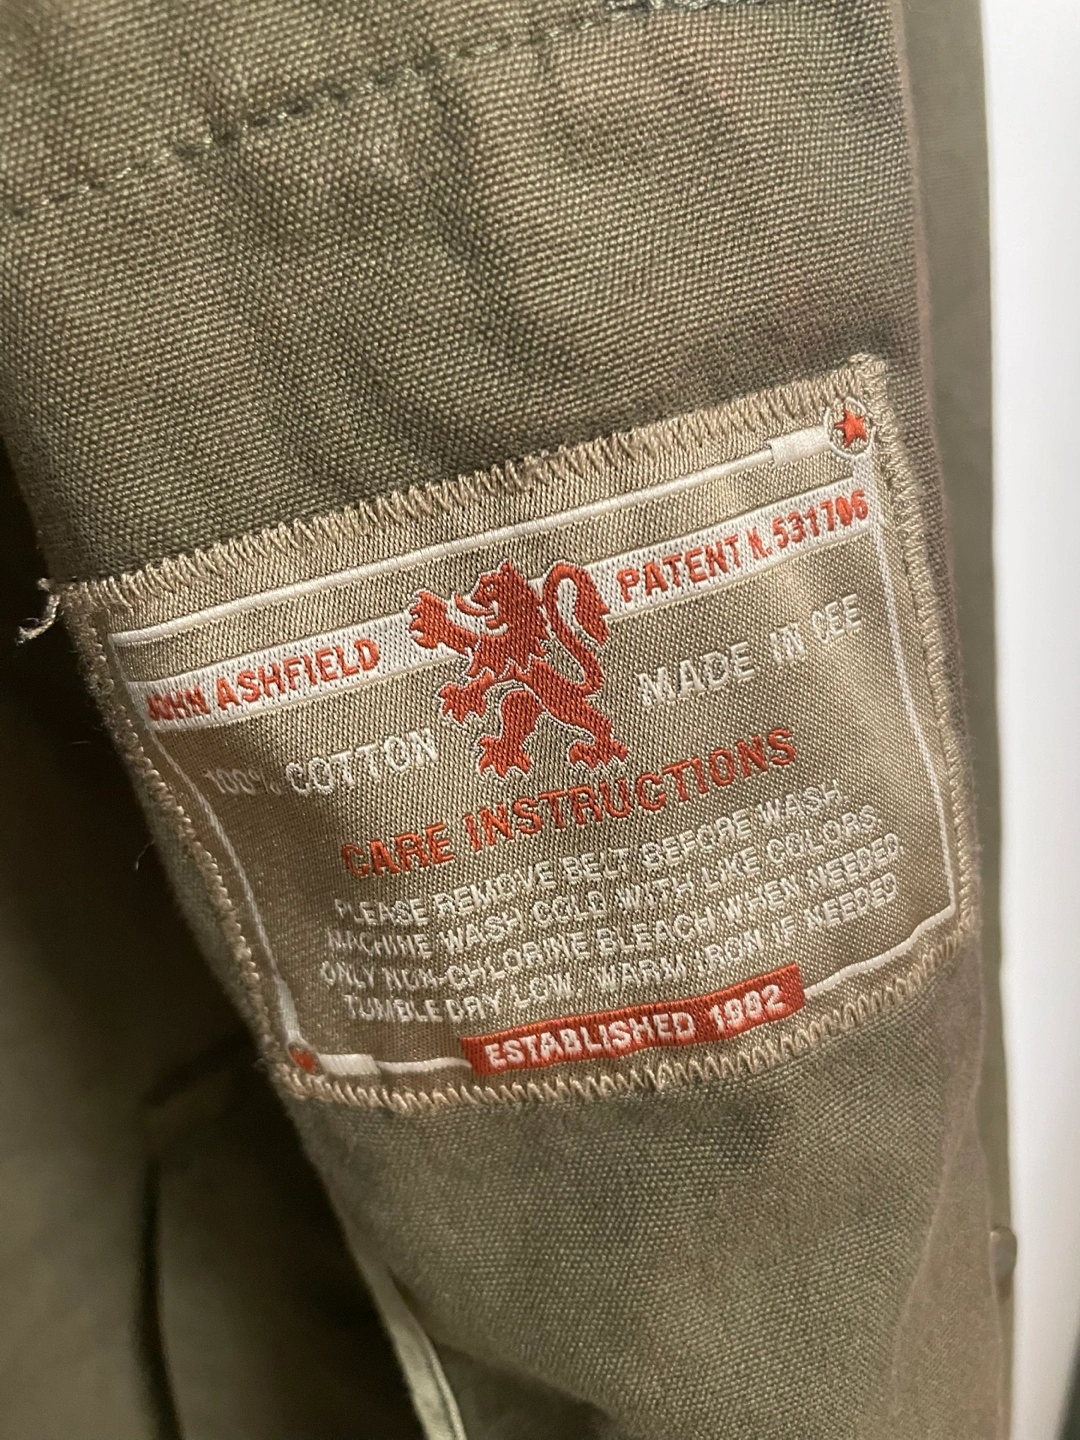 JOHN ASHFIELD PATENT N. 531706
100% COTTON MADE IN CEE
CARE INSTRUCTIONS
PLEASE REMOVE BELT BEFORE WASH
MACHINE WASH COLD WITH LIKE COLORS.
ONLY NON-CHLORINE BLEACH WHEN NEEDED
TUMBLE DRY LOW. WARM IRON IF NEEDED
ESTABLISHED 1982